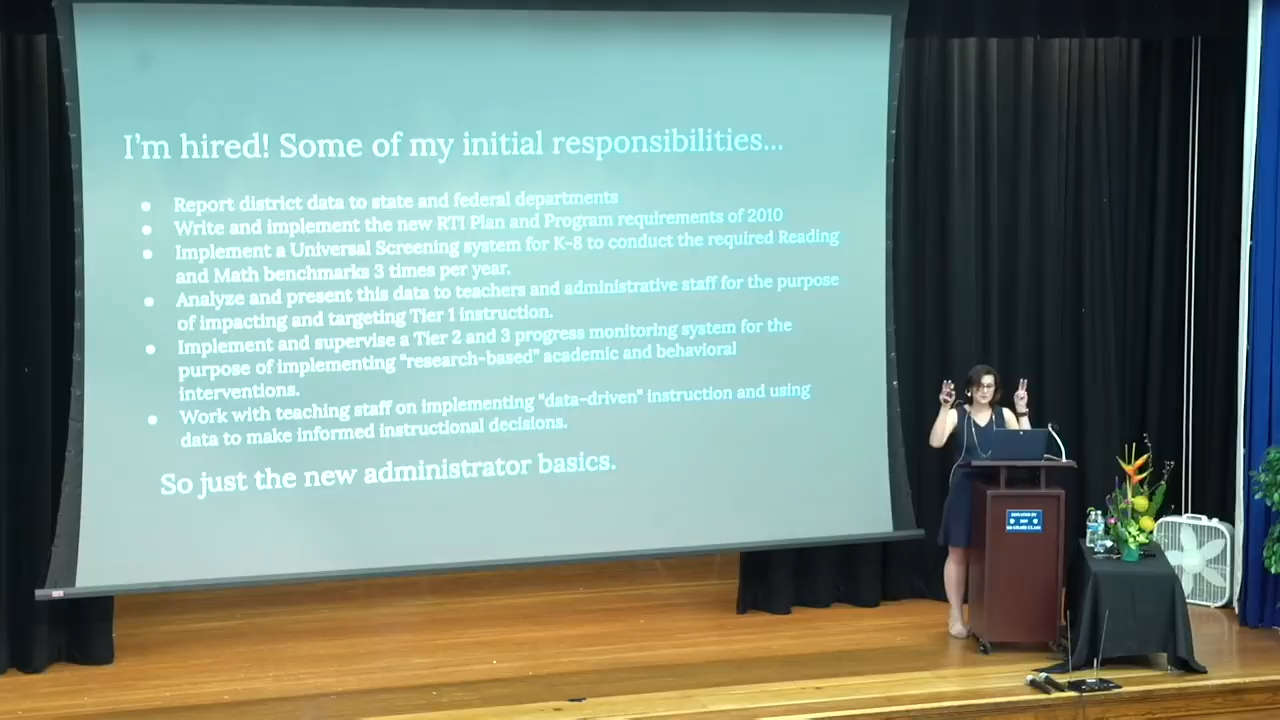 I'm hired! Some of my initial responsibilities...
● Report district data to state and federal departments
● Write and implement the new RTI Plan and Program requirements of 2010
● Implement a Universal Screening system for K-8 to conduct the required Reading
and Math benchmarks 3 times per year.
● Analyze and present this data to teachers and administrative staff for the purpose
of impacting and targeting Tier 1 instruction.
● Implement and supervise a Tier 2 and 3 progress monitoring system for the
purpose of implementing "research-based" academic and behavioral
interventions.
● Work with teaching staff on implementing "data-driven" instruction and using
data to make informed instructional decisions.
So just the new administrator basics.
DONATED BY